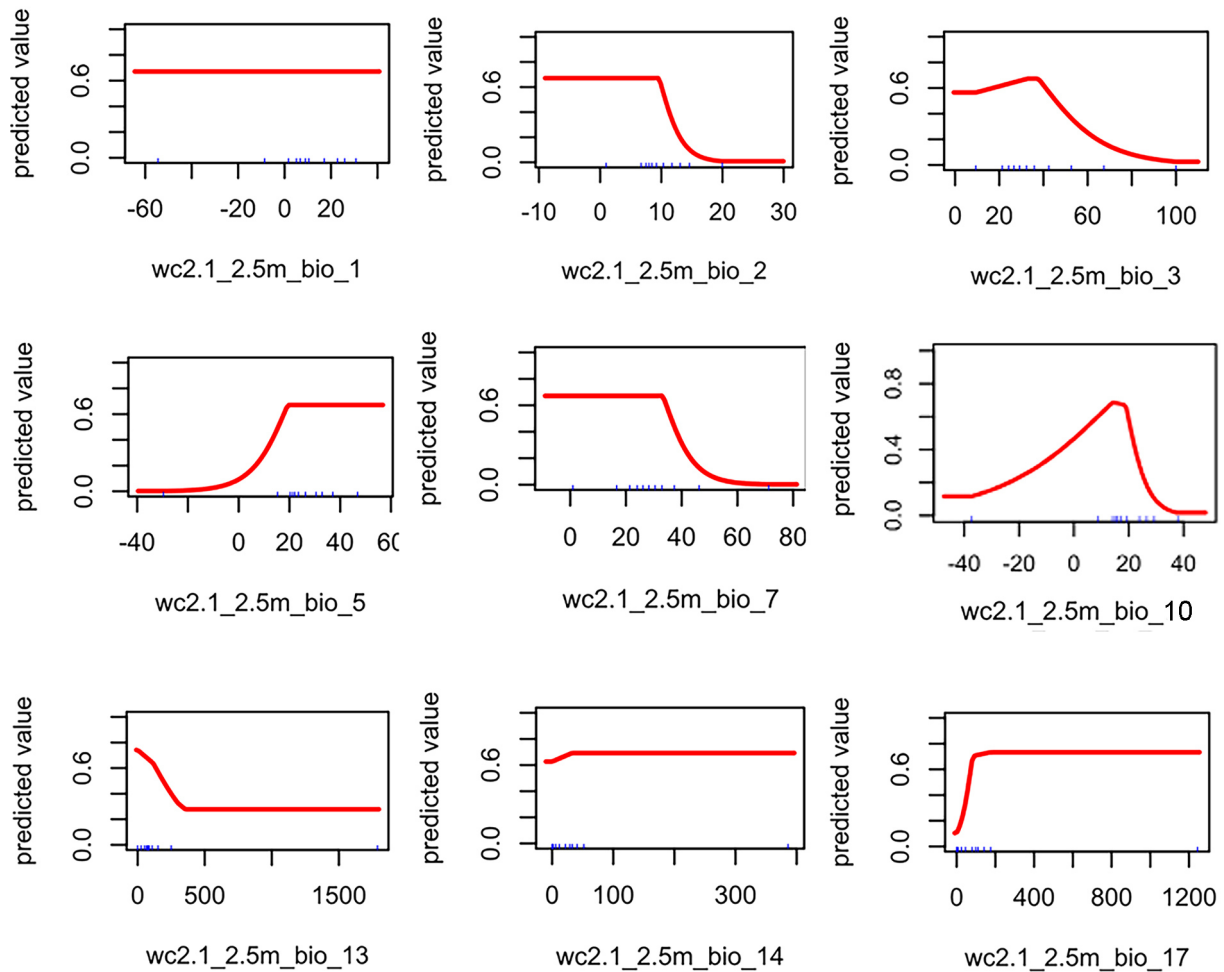 predicted value
0.0 0.6
-60 -20 0 20
wc2.1_2.5m_bio_1
predicted value
0.0 0.6
-10 0 10 20 30
wc2.1_2.5m_bio_2
predicted value
0.0 0.6
0 20 60 100
wc2.1_2.5m_bio_3
predicted value
0.0 0.6
-40 0 20 40 60
wc2.1_2.5m_bio_5
predicted value
0.0 0.6
0 20 40 60 80
wc2.1_2.5m_bio_7
predicted value
0.0 0.4 0.8
-40 -20 0 20 40
wc2.1_2.5m_bio_10
predicted value
0.0 0.6
0 500 1500
wc2.1_2.5m_bio_13
predicted value
0.0 0.6
0 100 300
wc2.1_2.5m_bio_14
predicted value
0.0 0.6
0 400 800 1200
wc2.1_2.5m_bio_17